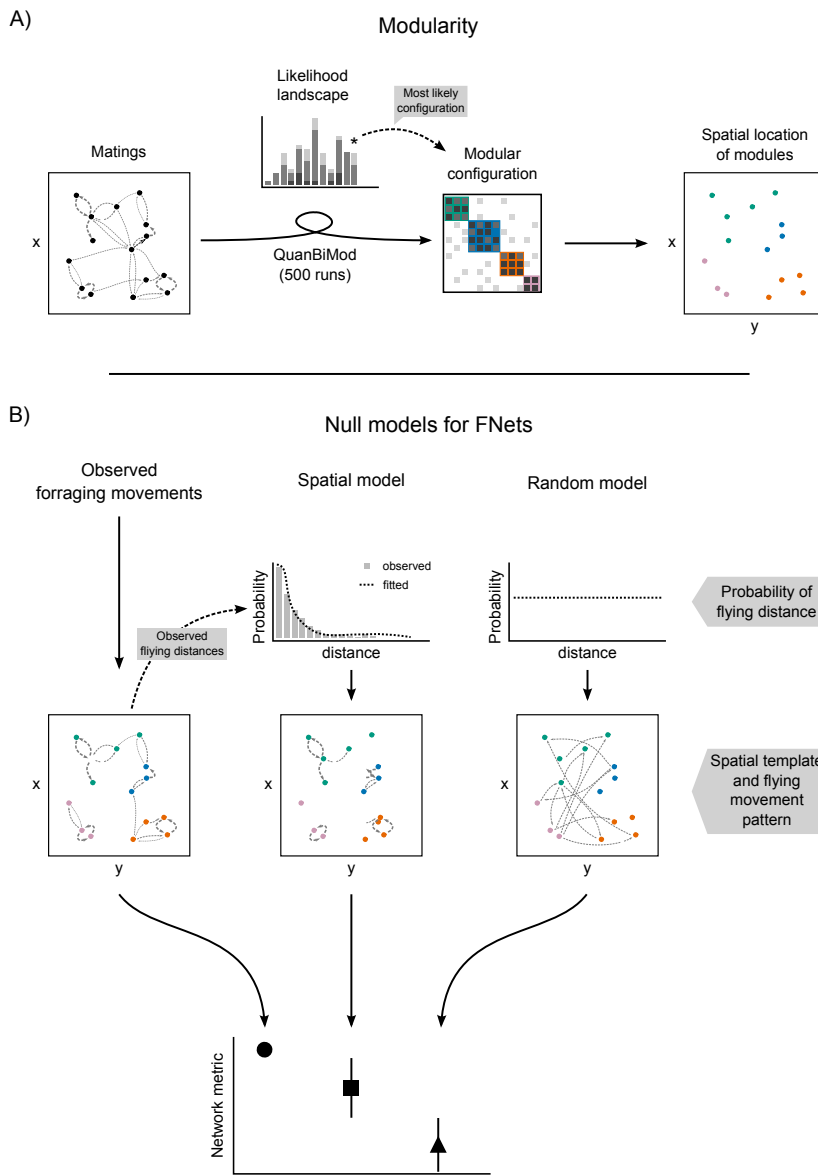 A)
Modularity
Likelihood
landscape
Most likely
configuration
*
Matings
Modular
configuration
Spatial location
of modules
x
QuanBiMod
(500 runs)
x
y
B)
Null models for FNets
Observed
forraging movements
Spatial model
Random model
Probability
observed
fitted
distance
Probability
distance
Probability of
flying distance
Observed
fliying distances
x
y
x
y
x
y
Spatial template
and flying
movement
pattern
Network metric